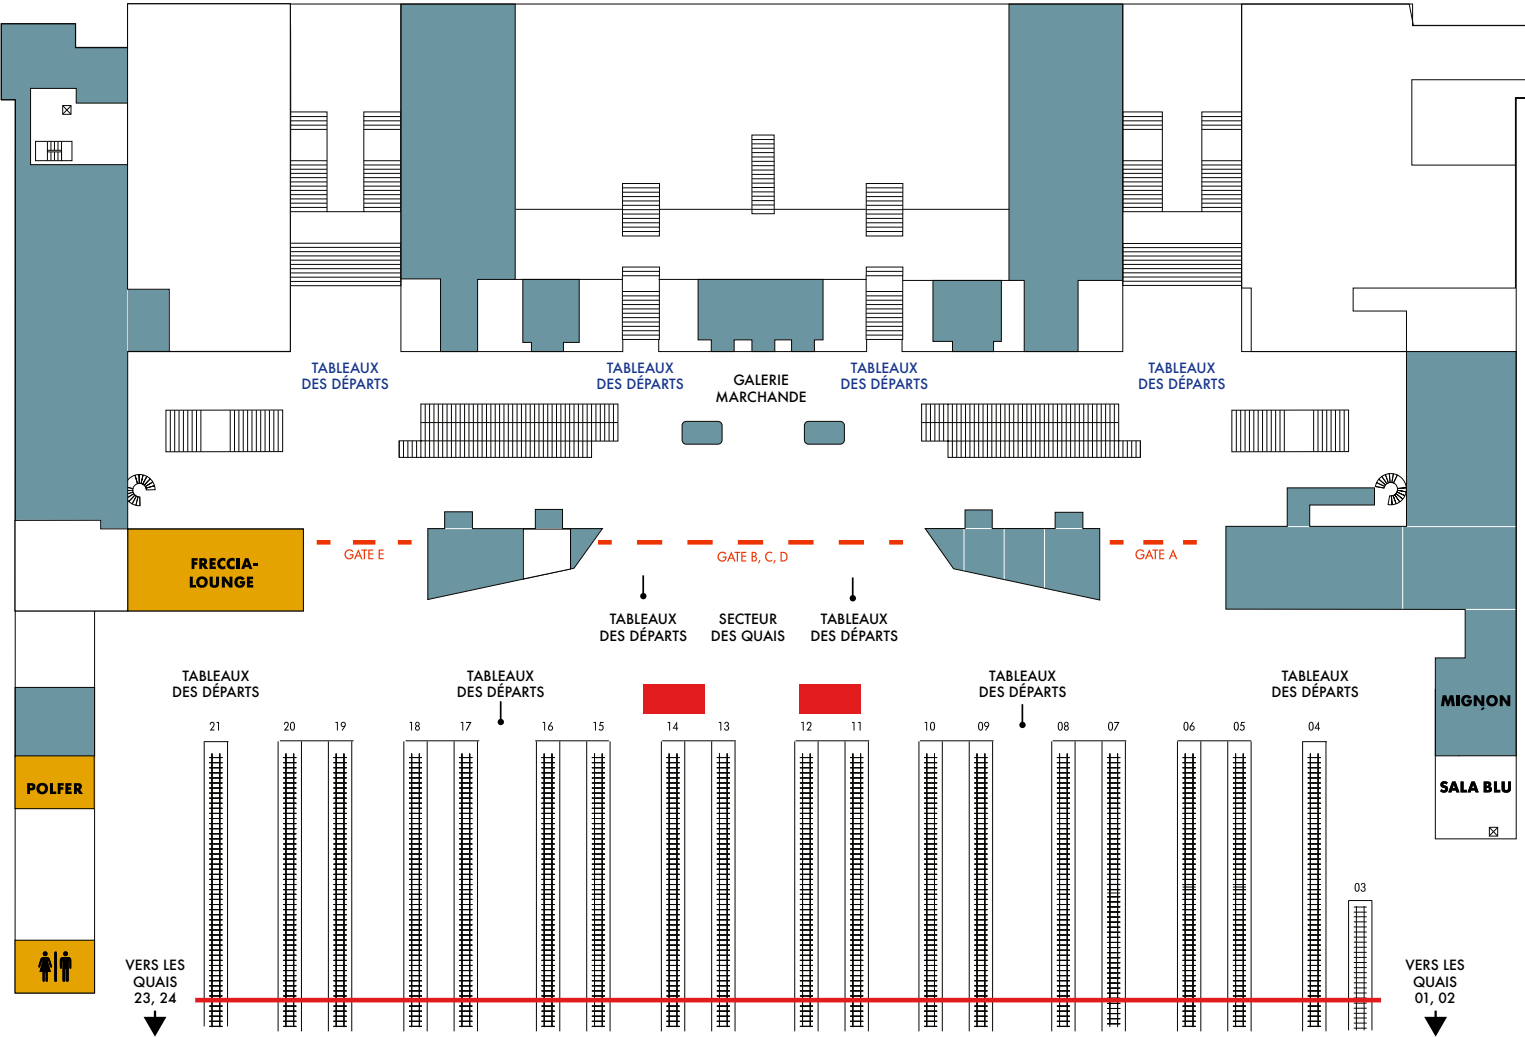 TABLEAUX
DES DÉPARTS
TABLEAUX
DES DÉPARTS
GALERIE
MARCHANDE
TABLEAUX
DES DÉPARTS
TABLEAUX
DES DÉPARTS
FRECCIA-
LOUNGE
GATE E
GATE B, C, D
GATE A
TABLEAUX
DES DÉPARTS
SECTEUR
DES QUAIS
TABLEAUX
DES DÉPARTS
TABLEAUX
DES DÉPARTS
TABLEAUX
DES DÉPARTS
TABLEAUX
DES DÉPARTS
TABLEAUX
DES DÉPARTS
MIGNON
21 20 19 18 17 16 15 14 13 12 11 10 09 08 07 06 05 04
POLFER
SALA BLU
03
VERS LES
QUAIS
23, 24
VERS LES
QUAIS
01, 02